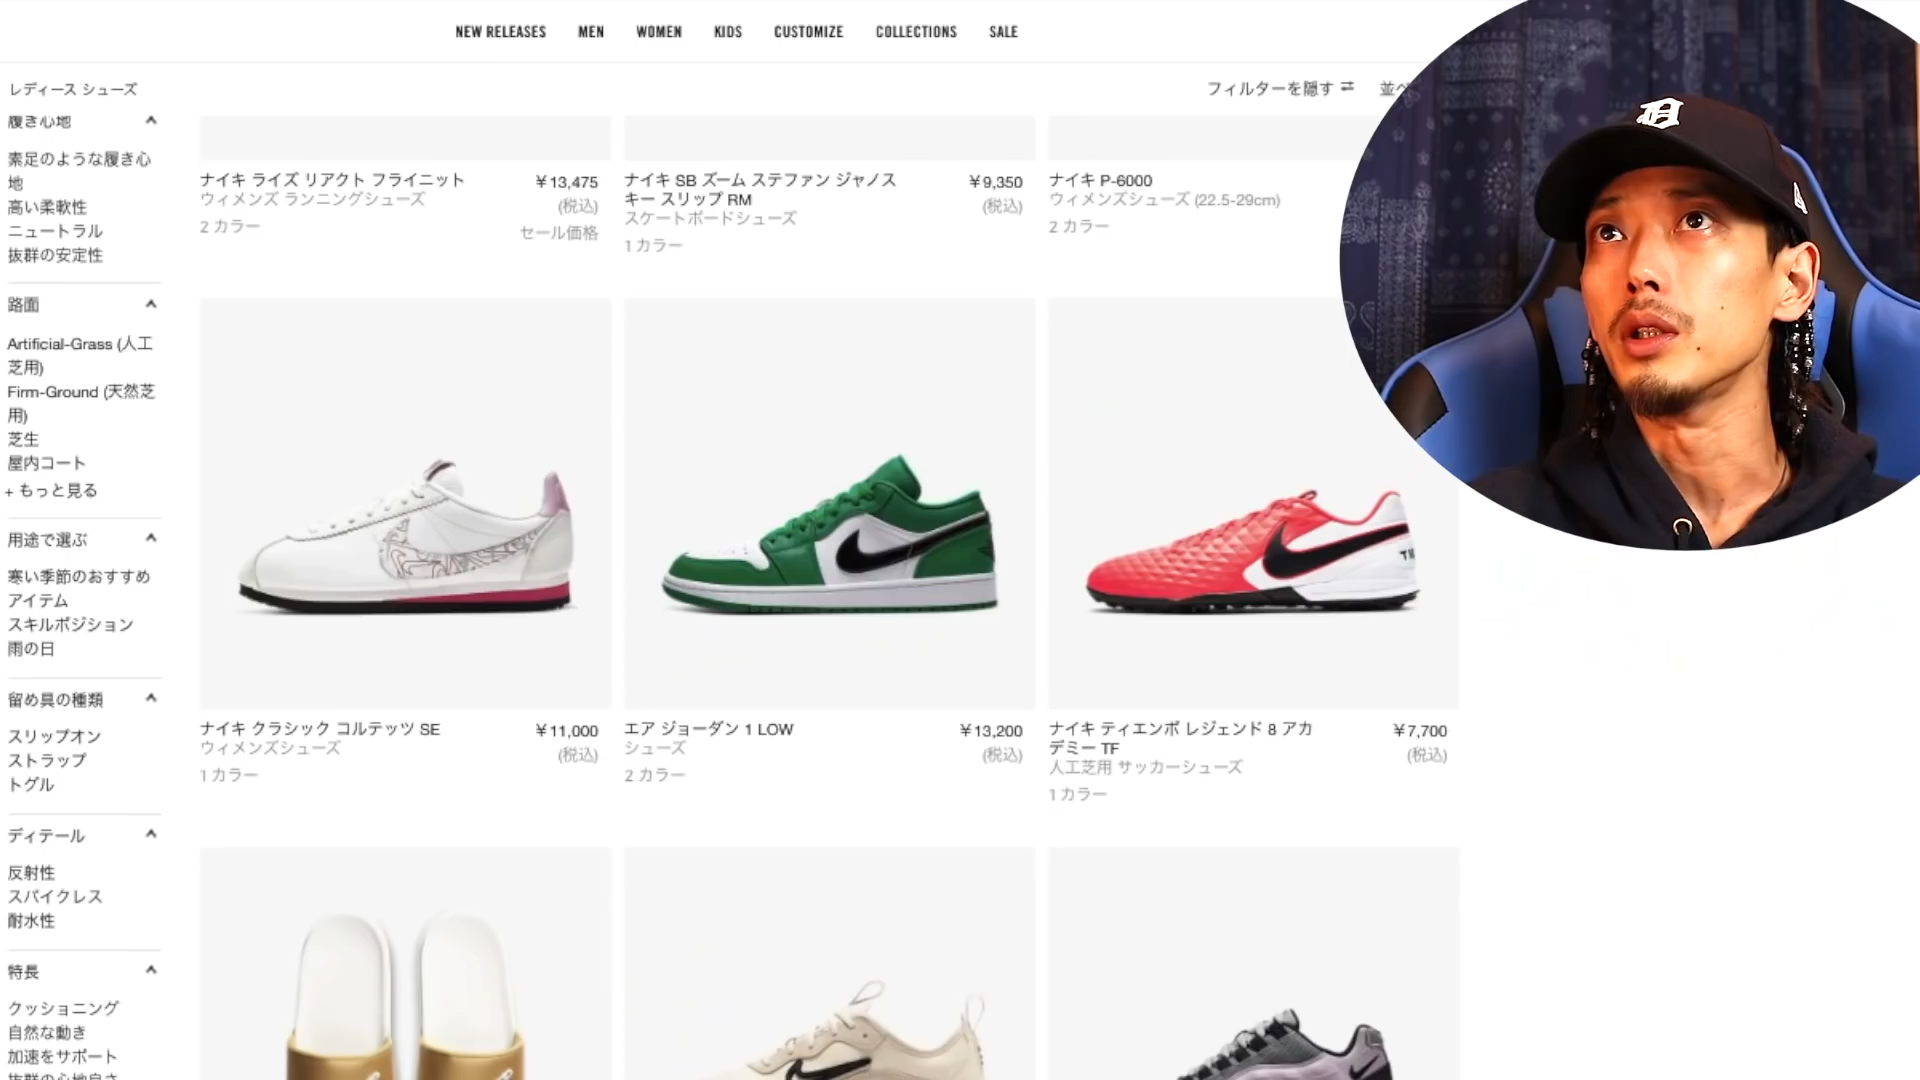 NEW RELEASES MEN WOMEN KIDS CUSTOMIZE COLLECTIONS SALE
レディース シューズ
フィルターを隠す
履き心地
素足のような履き心
地
高い柔軟性
ニュートラル
抜群の安定性
路面
Artificial-Grass (人工
芝用)
Firm-Ground (天然芝
用)
芝生
屋内コート
+ もっと見る
用途で選ぶ
寒い季節のおすすめ
アイテム
スキルポジション
雨の日
留め具の種類
スリップオン
ストラップ
トグル
ディテール
反射性
スパイクレス
耐水性
特長
クッショニング
自然な動き
加速をサポート
ナイキ ライズ リアクト フライニット ￥13,475
ウィメンズ ランニングシューズ (税込)
2 カラー セール価格
ナイキ SB ズーム ステファン ジャノス ￥9,350
キー スリップ RM (税込)
スケートボードシューズ
1 カラー
ナイキ P-6000
ウィメンズシューズ (22.5-29cm)
2 カラー
ナイキ クラシック コルテッツ SE ￥11,000
ウィメンズシューズ (税込)
1 カラー
エア ジョーダン 1 LOW ￥13,200
シューズ (税込)
2 カラー
ナイキ ティエンポ レジェンド 8 アカ ￥7,700
デミー TF (税込)
人工芝用 サッカーシューズ
1 カラー